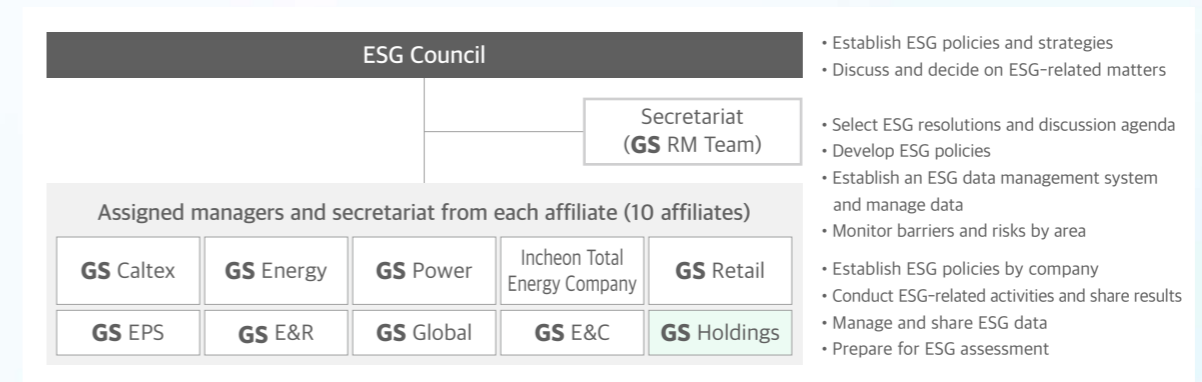 ESG Council
• Establish ESG policies and strategies
• Discuss and decide on ESG-related matters
Secretariat
(GS RM Team)
• Select ESG resolutions and discussion agenda
• Develop ESG policies
• Establish an ESG data management system
and manage data
• Monitor barriers and risks by area
Assigned managers and secretariat from each affiliate (10 affiliates)
GS Caltex
GS Energy
GS Power
Incheon Total
Energy Company
GS Retail
GS EPS
GS E&R
GS Global
GS E&C
GS Holdings
• Establish ESG policies by company
• Conduct ESG-related activities and share results
• Manage and share ESG data
• Prepare for ESG assessment